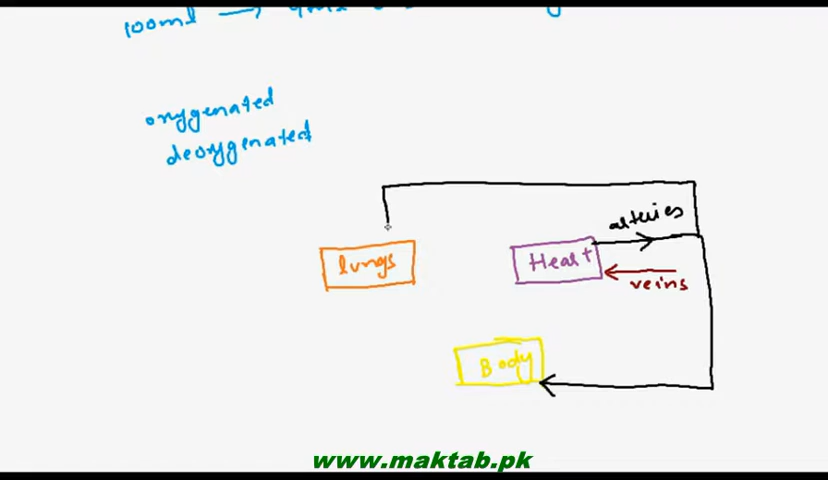 100ml →
oxygenated
deoxygenated
arteries
lungs
Heart
veins
Body
www.maktab.pk